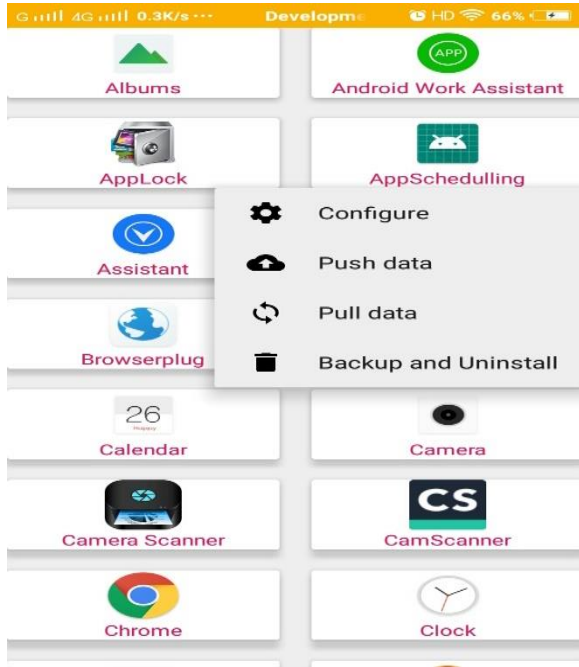 G 4G 0.3K/s ··· Developme HD 66%
Albums
APP
Android Work Assistant
AppLock
AppSchedulling
Configure
Push data
Pull data
Backup and Uninstall
Assistant
Browserplug
26
Calendar
Camera
Camera Scanner
CS
CamScanner
Chrome
Clock